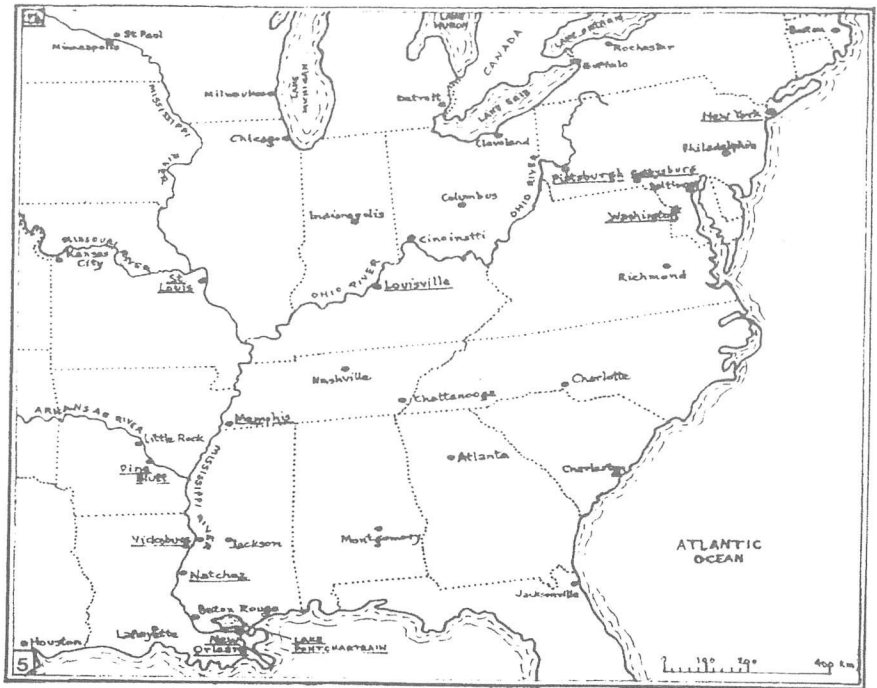 St Paul
Minneapolis
MISSISSIPPI
RIVER
Milwaukee
LAKE
MICHIGAN
Chicago
LAKE
HURON
CANADA
LAKE ONTARIO
Rochester
Buffalo
Boston
Detroit
LAKE ERIE
Cleveland
New York
Philadelphia
Pittsburgh
Gettysburg
Baltimore
Washington
Columbus
Indianapolis
OHIO RIVER
Cincinatti
MISSOURI RIVER
Kansas
City
St
Louis
OHIO RIVER
Louisville
Richmond
Nashville
Chattanooga
Charlotte
ARKANSAS RIVER
Little Rock
Memphis
Pine
Bluff
MISSISSIPPI RIVER
Atlanta
Charleston
Vicksburg
Jackson
Montgomery
ATLANTIC
OCEAN
Natchez
Jacksonville
Baton Rouge
Houston
Lafayette
New
Orleans
LAKE
PONTCHARTRAIN
5
400 km